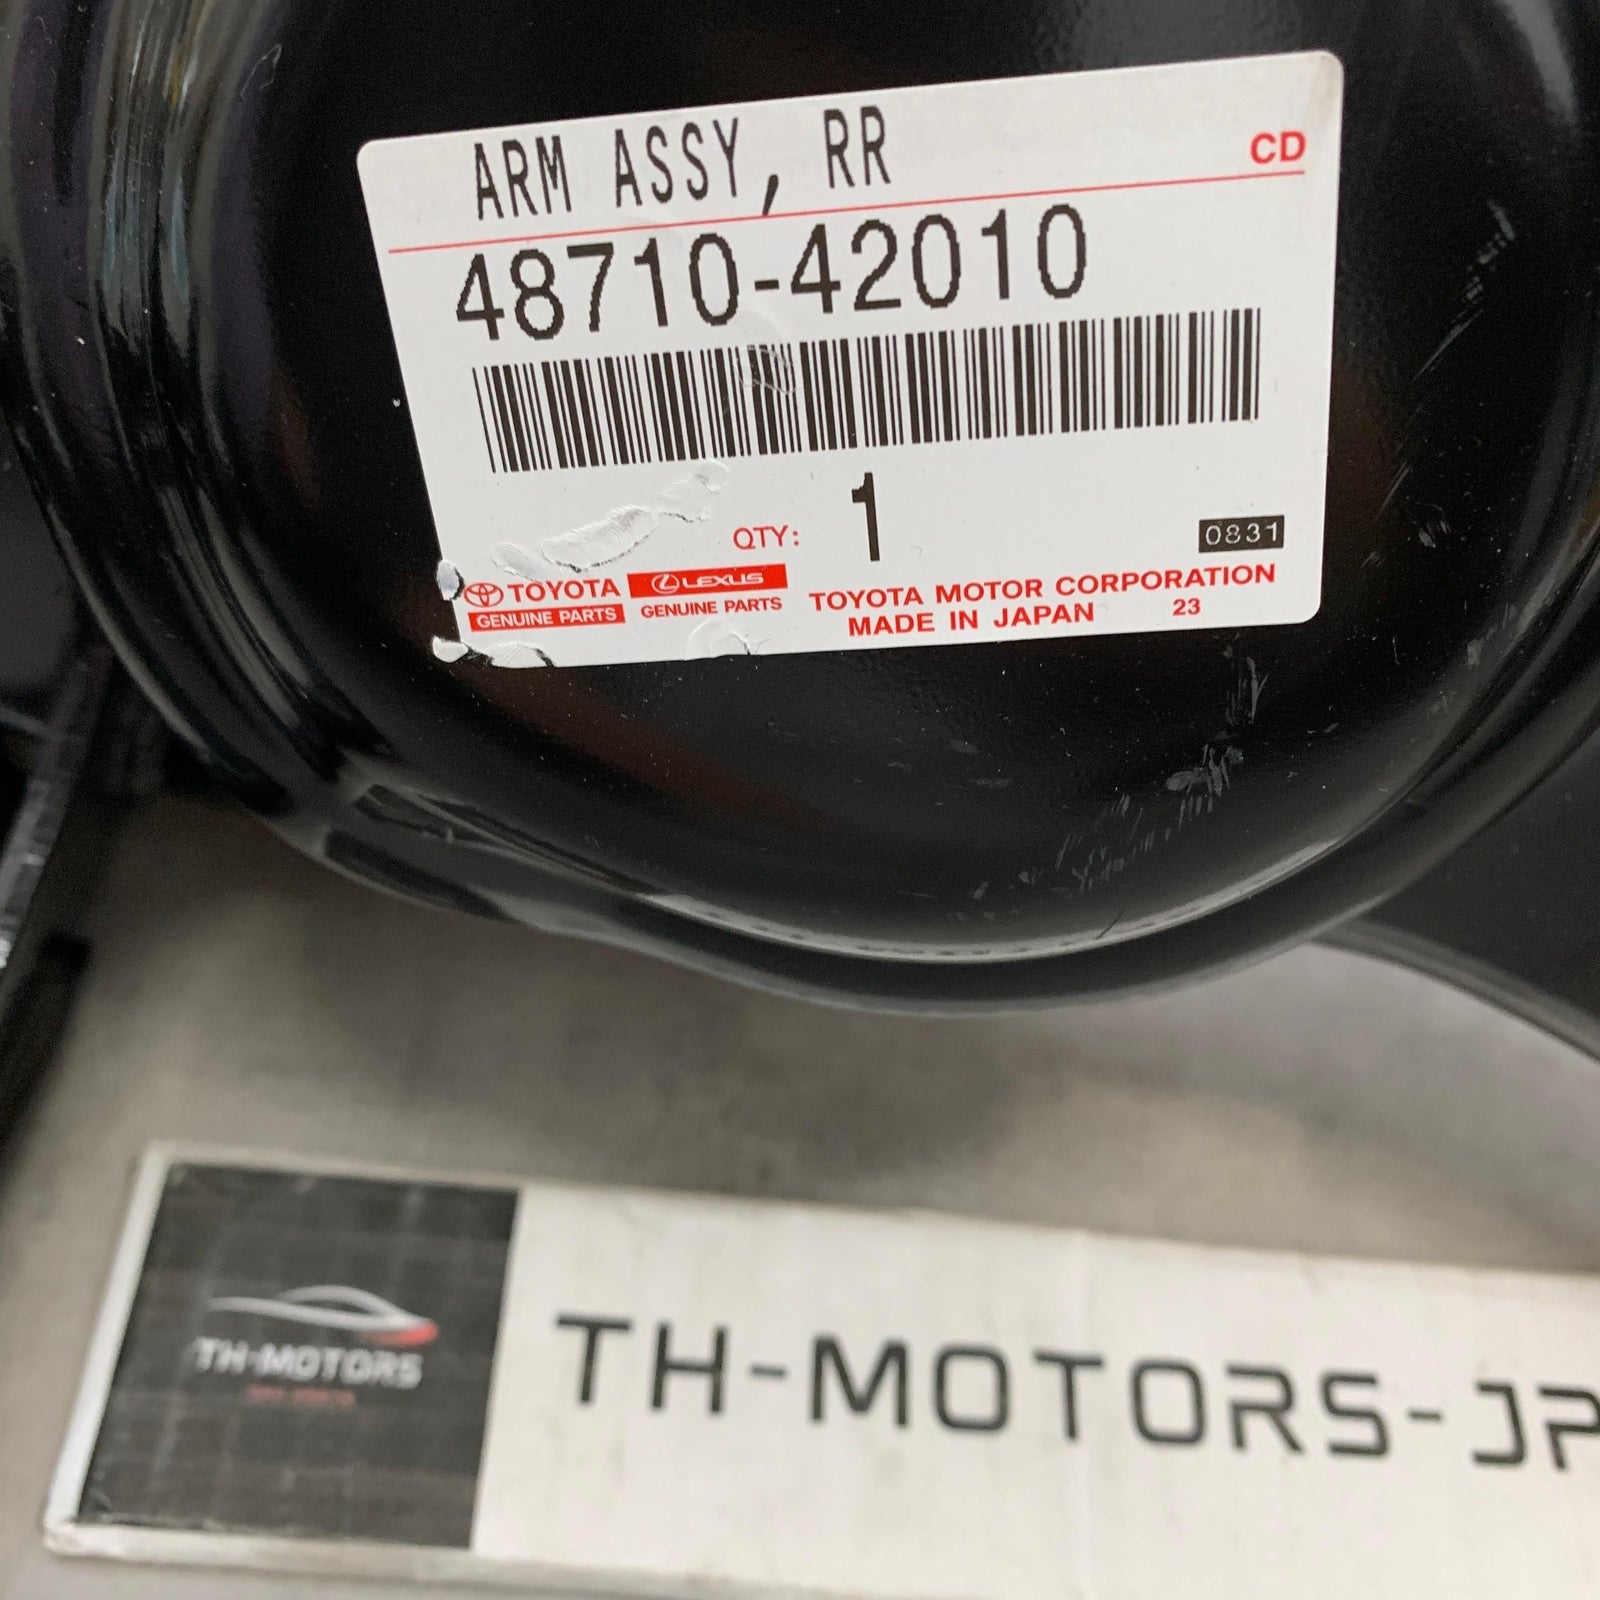 ARM ASSY, RR
CD
48710-42010
QTY: 1
0831
TOYOTA
GENUINE PARTS
LEXUS
GENUINE PARTS
TOYOTA MOTOR CORPORATION
MADE IN JAPAN 23
TH-MOTORS
TH-MOTORS-JP